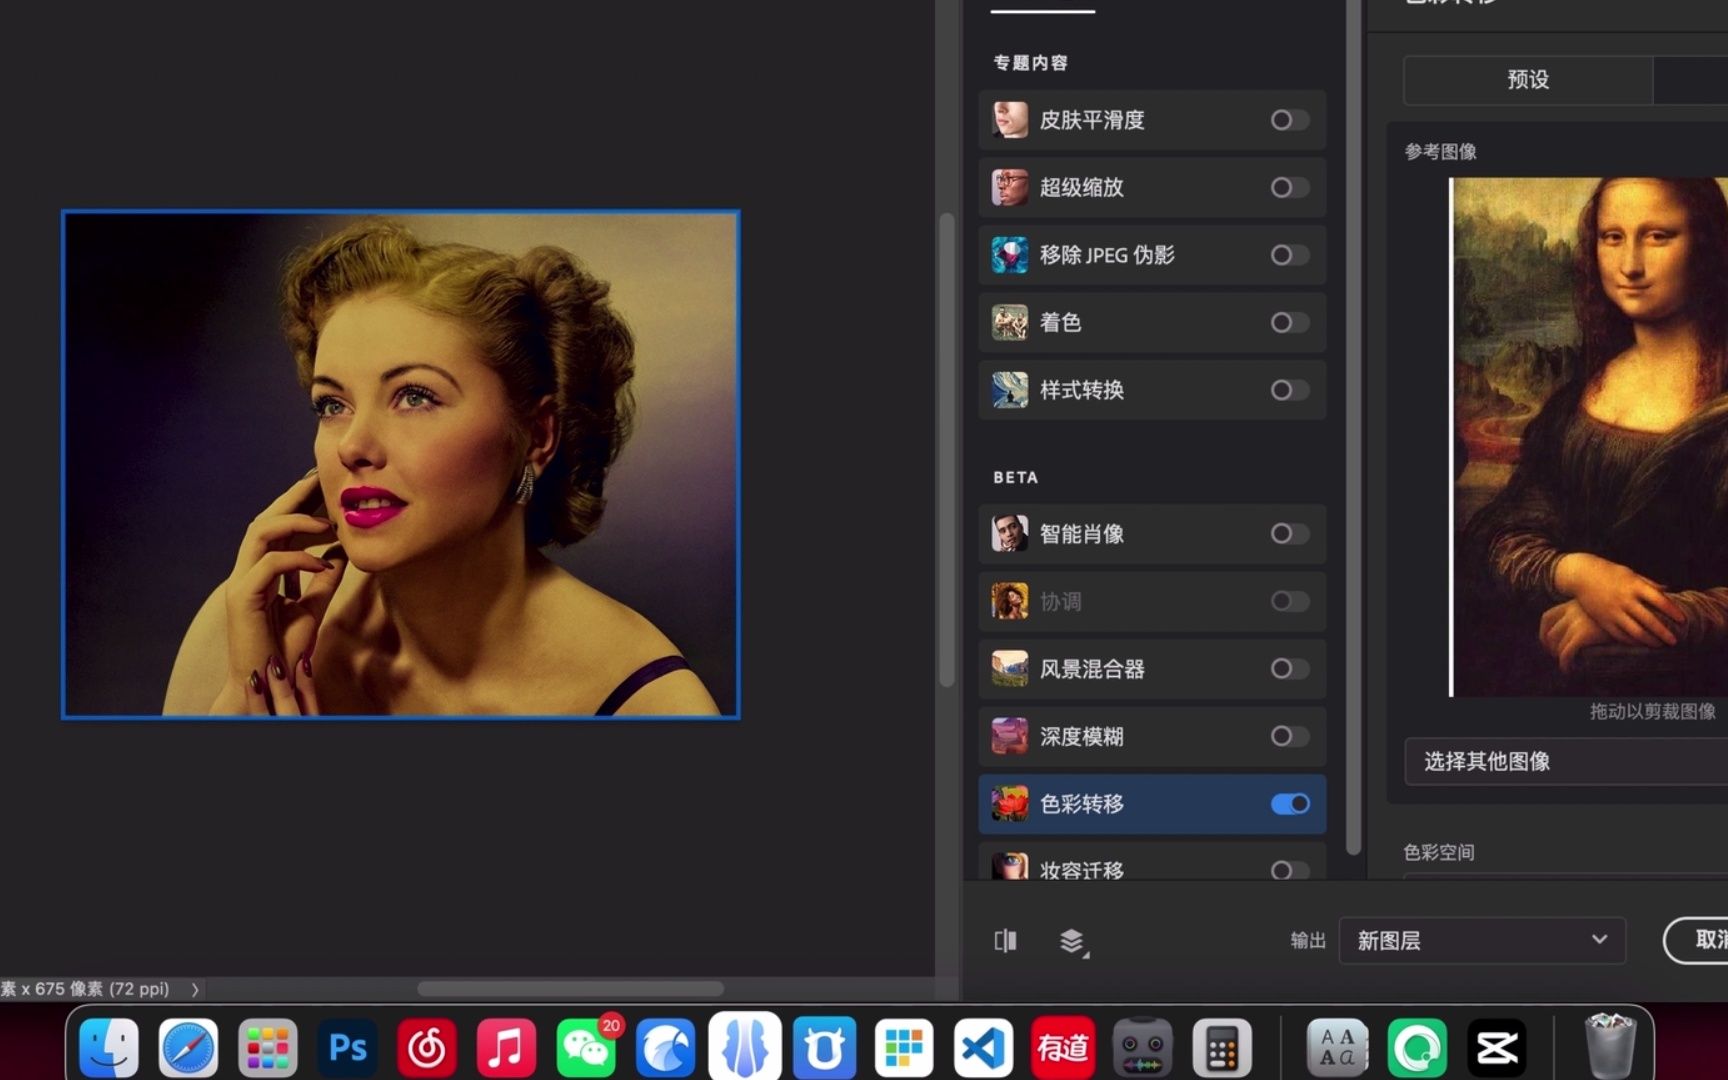 专题内容
皮肤平滑度
超级缩放
移除 JPEG 伪影
着色
样式转换
BETA
智能肖像
协调
风景混合器
深度模糊
色彩转移
妆容迁移
预设
参考图像
拖动以剪裁图像
选择其他图像
色彩空间
输出
新图层
取消
素 x 675 像素 (72 ppi)
Ps
20
有道
A A
A a